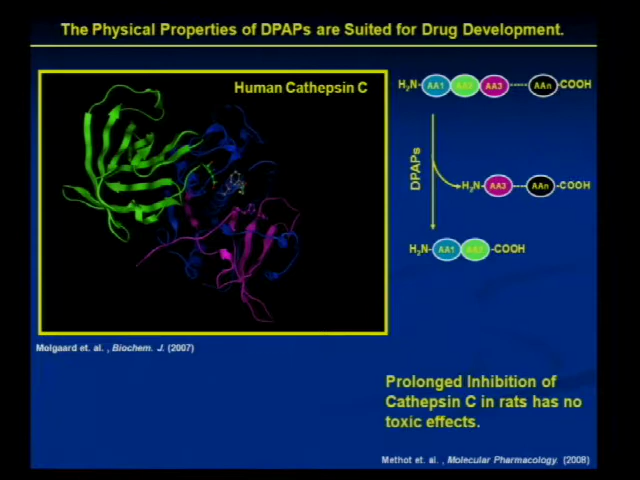 The Physical Properties of DPAPs are Suited for Drug Development.
Human Cathepsin C
H2N- AA1 AA2 AA3 AAn -COOH
DPAPs
H2N- AA3 AAn -COOH
H2N- AA1 AA2 -COOH
Molgaard et. al. , Biochem. J. (2007)
Prolonged Inhibition of
Cathepsin C in rats has no
toxic effects.
Methot et. al. , Molecular Pharmacology. (2008)